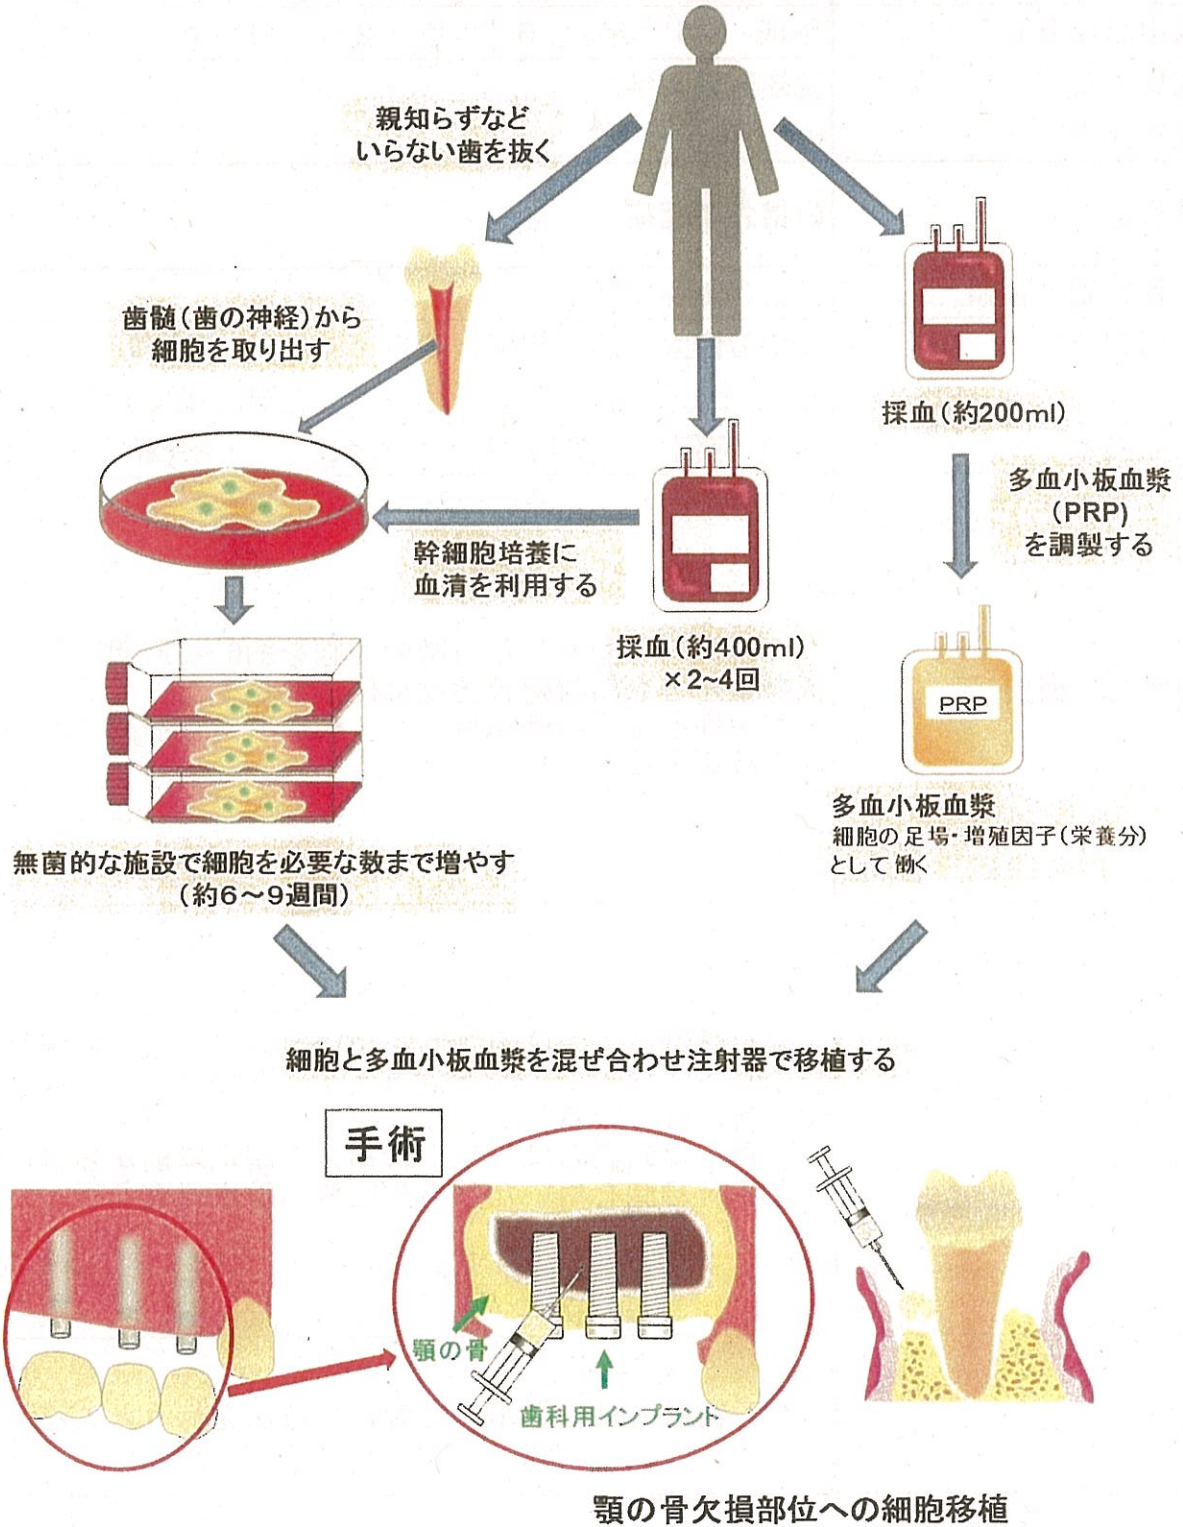 親知らずなど
いらない歯を抜く
歯髄(歯の神経)から
細胞を取り出す
採血(約200ml)
多血小板血漿
(PRP)
を調製する
幹細胞培養に
血清を利用する
採血(約400ml)
×2~4回
PRP
多血小板血漿
細胞の足場・増殖因子(栄養分)
として働く
無菌的な施設で細胞を必要な数まで増やす
(約6～9週間)
細胞と多血小板血漿を混ぜ合わせ注射器で移植する
手術
顎の骨
歯科用インプラント
顎の骨欠損部位への細胞移植